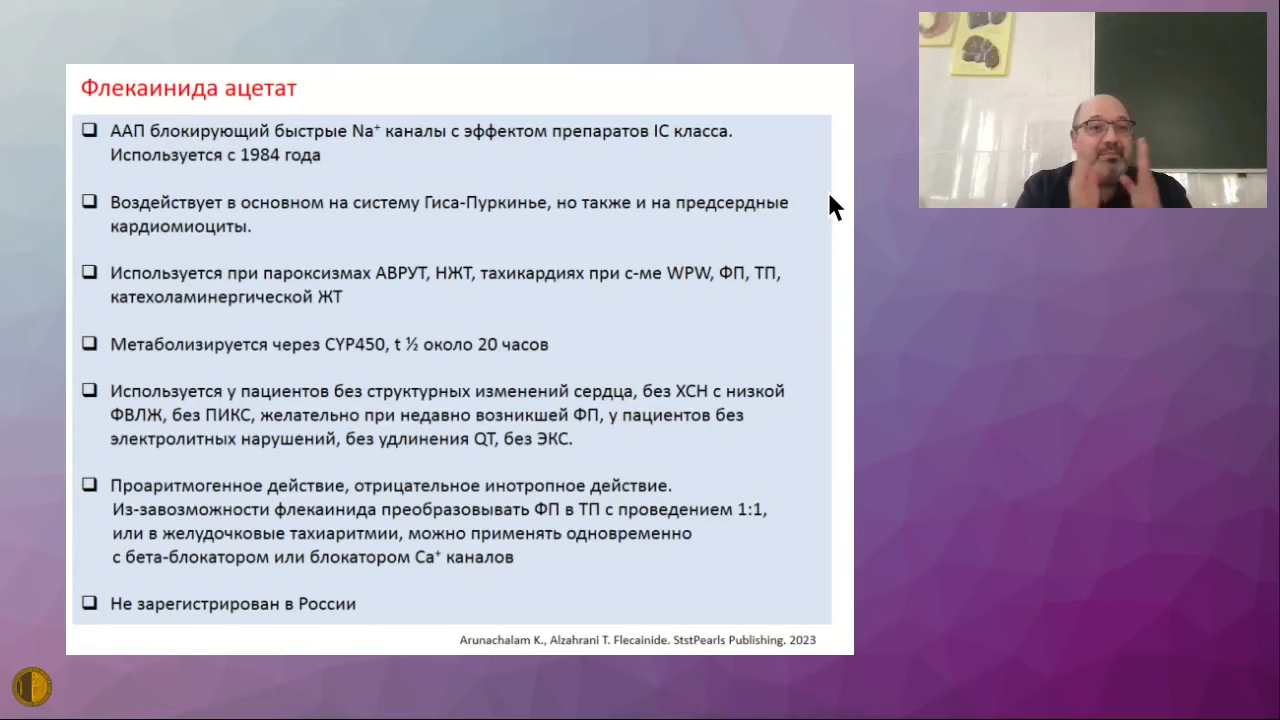 Флекаинида ацетат
ААП блокирующий быстрые Na⁺ каналы с эффектом препаратов IC класса.
Используется с 1984 года
Воздействует в основном на систему Гиса-Пуркинье, но также и на предсердные
кардиомиоциты.
Используется при пароксизмах АВРУТ, НЖТ, тахикардиях при с-ме WPW, ФП, ТП,
катехоламинергической ЖТ
Метаболизируется через CYP450, t ½ около 20 часов
Используется у пациентов без структурных изменений сердца, без ХСН с низкой
ФВЛЖ, без ПИКС, желательно при недавно возникшей ФП, у пациентов без
электролитных нарушений, без удлинения QT, без ЭКС.
Проаритмогенное действие, отрицательное инотропное действие.
Из-завозможности флекаинида преобразовывать ФП в ТП с проведением 1:1,
или в желудочковые тахиаритмии, можно применять одновременно
с бета-блокатором или блокатором Ca⁺ каналов
Не зарегистрирован в России
Arunachalam K., Alzahrani T. Flecainide. StstPearls Publishing. 2023